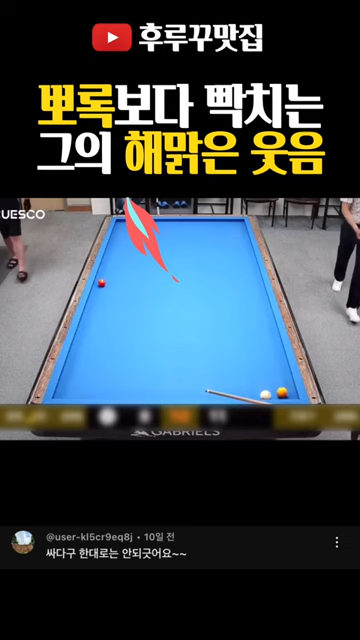 후루꾸맛집
뽀록보다 빡치는
그의 해맑은 웃음
CUESCO
GABRIELS
@user-kl5cr9eq8j • 10일 전
싸다구 한대로는 안되긋어요~~